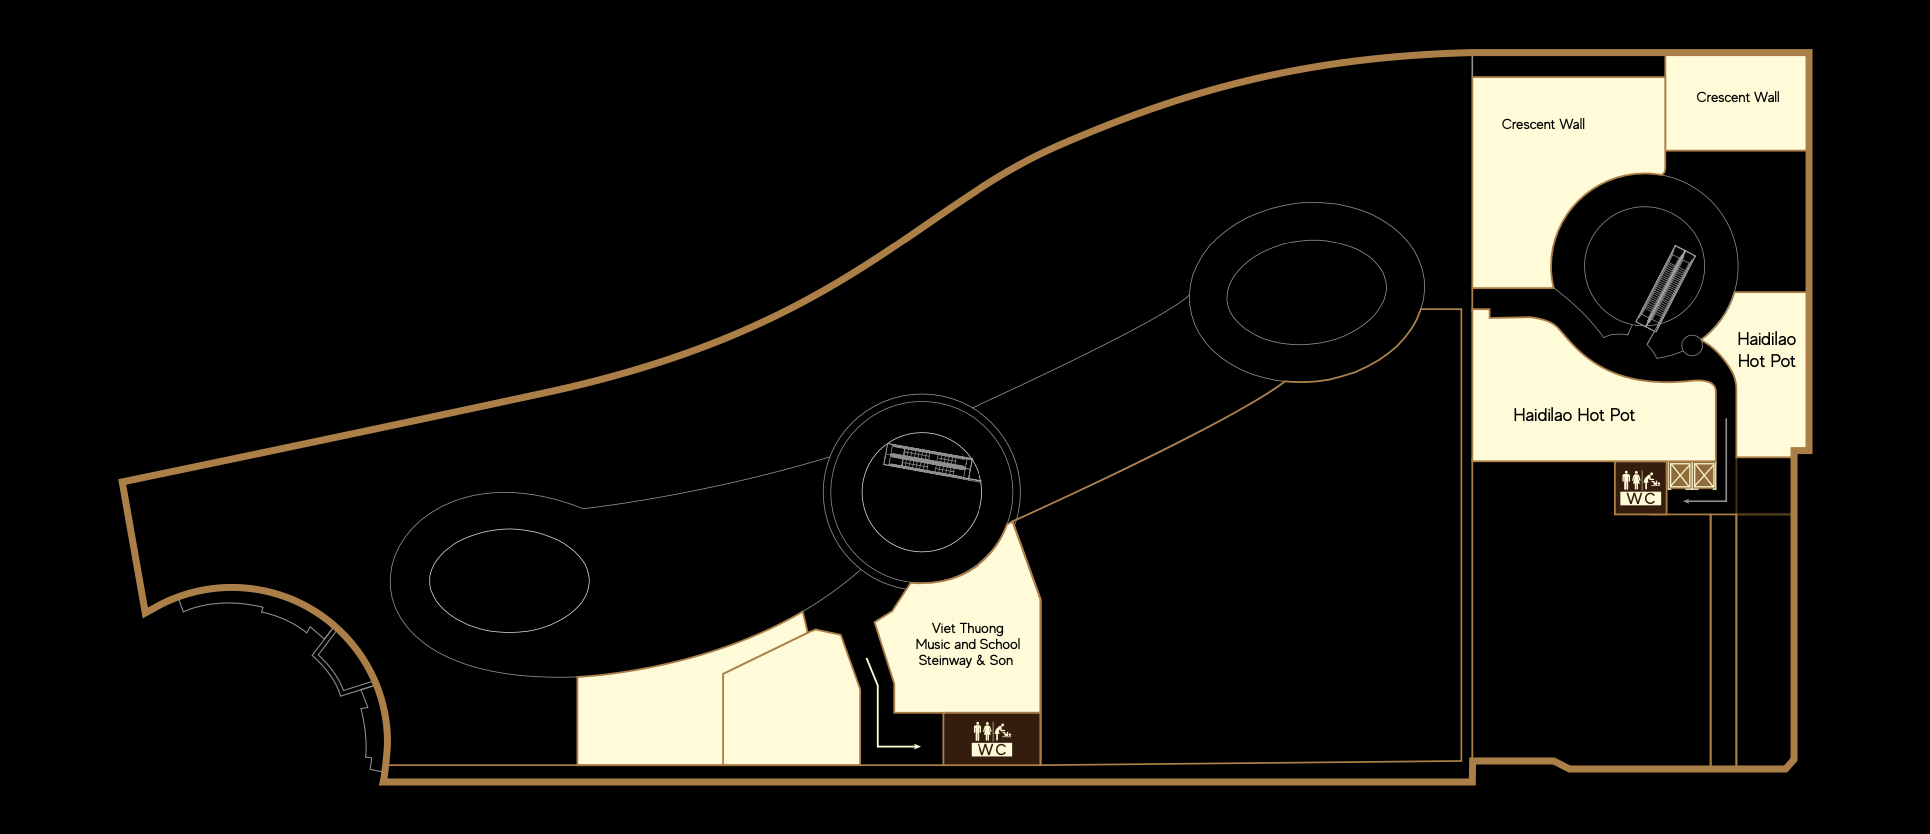 Crescent Wall
Crescent Wall
Haidilao
Hot Pot
Haidilao Hot Pot
WC
Viet Thuong
Music and School
Steinway & Son
WC